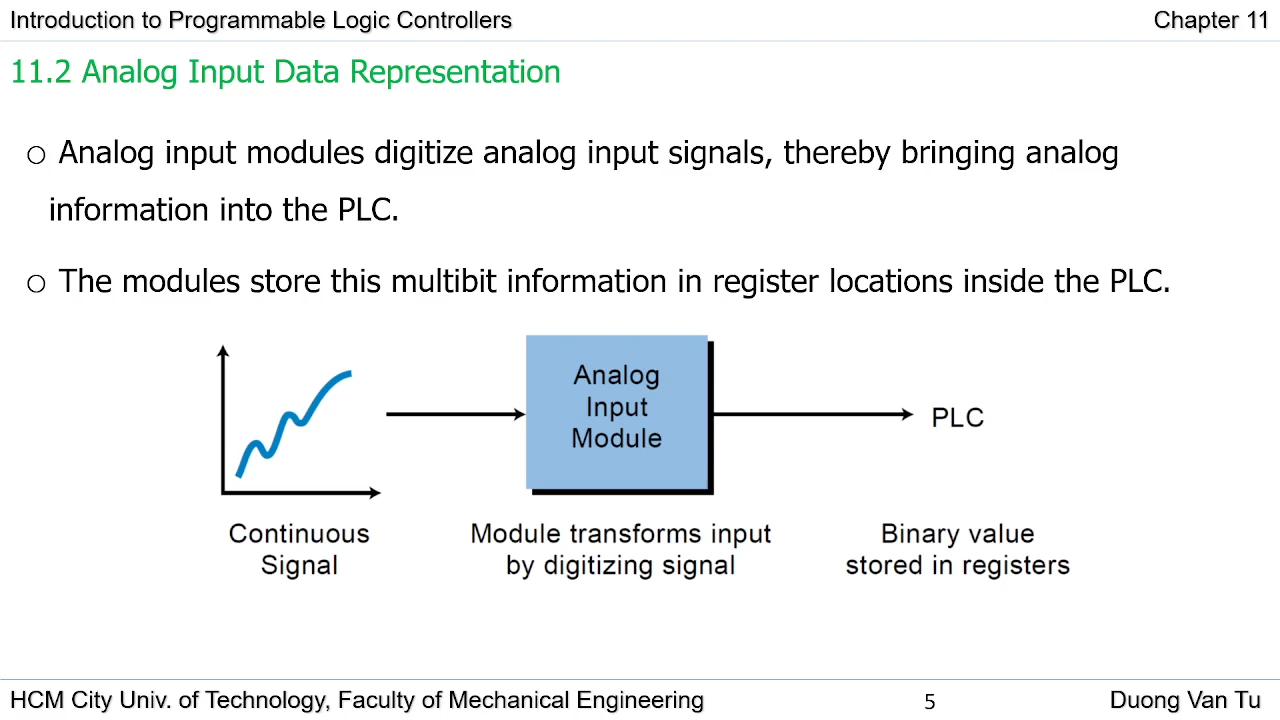 Introduction to Programmable Logic Controllers
Chapter 11
11.2 Analog Input Data Representation
○ Analog input modules digitize analog input signals, thereby bringing analog
information into the PLC.
○ The modules store this multibit information in register locations inside the PLC.
Analog
Input
Module
PLC
Continuous
Signal
Module transforms input
by digitizing signal
Binary value
stored in registers
HCM City Univ. of Technology, Faculty of Mechanical Engineering
5
Duong Van Tu